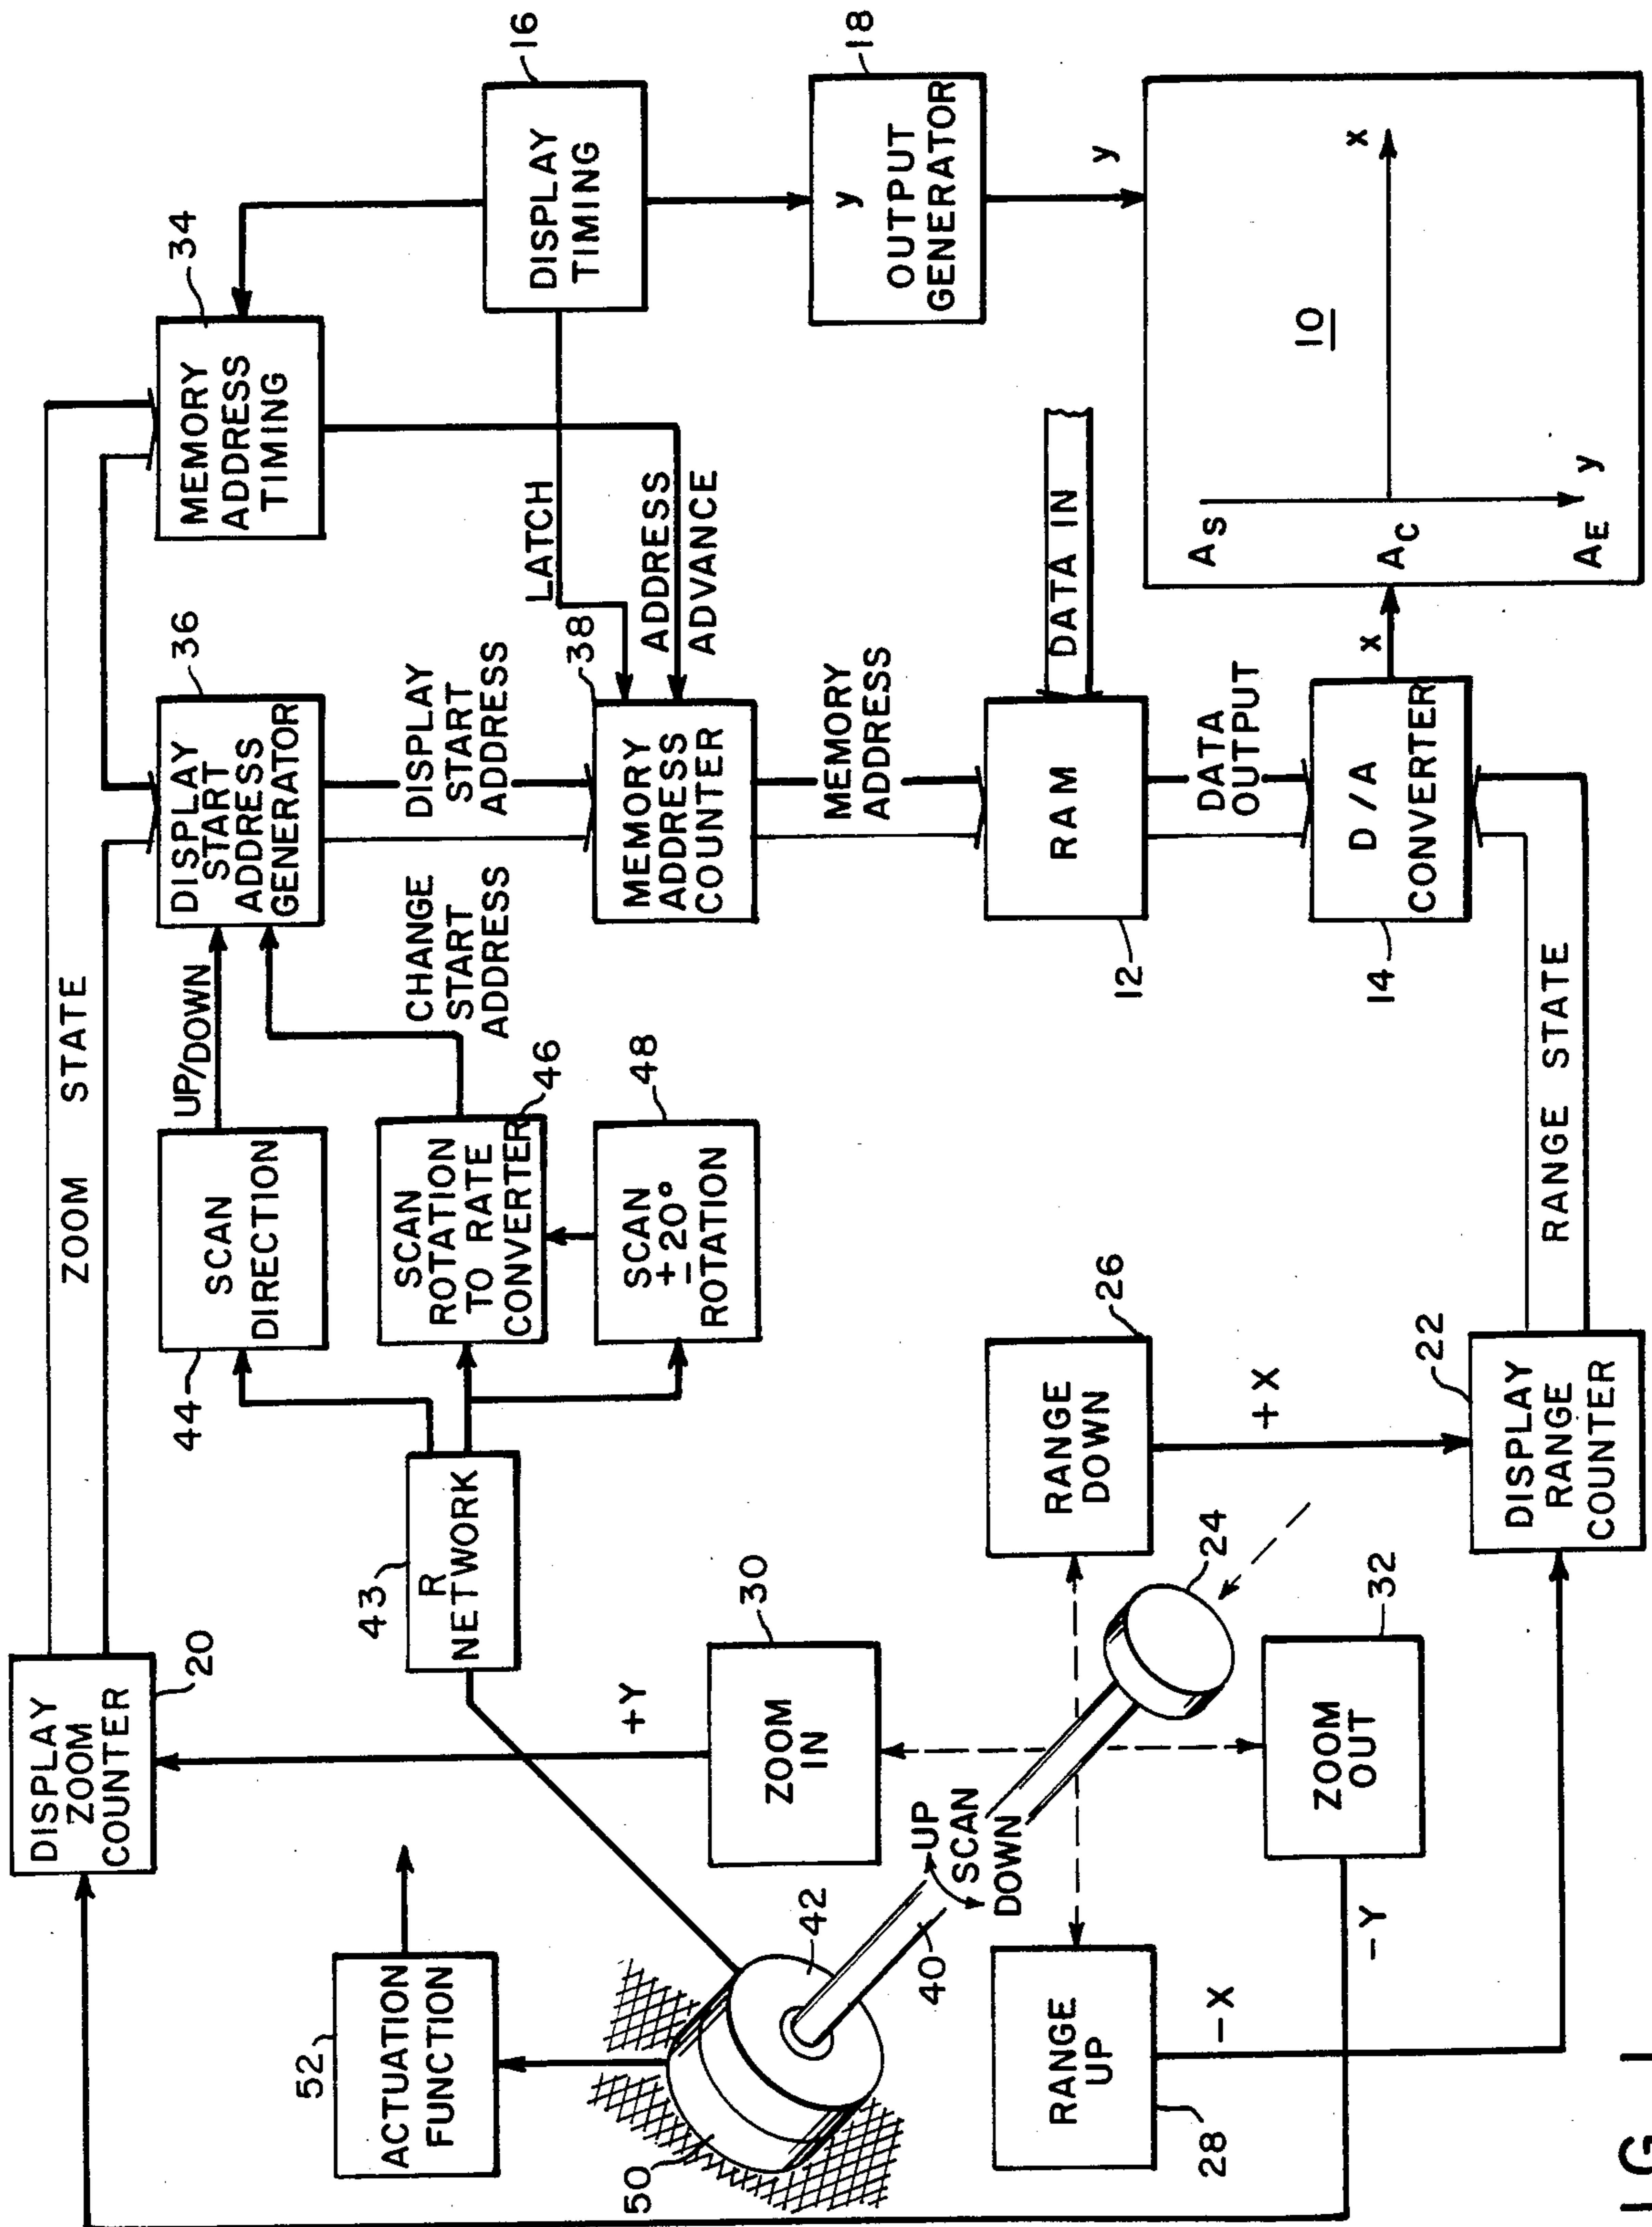 DISPLAY
ZOOM
COUNTER
20
ZOOM STATE
MEMORY
ADDRESS
TIMING
34
DISPLAY
START
ADDRESS
GENERATOR
36
UP/DOWN
SCAN
DIRECTION
44
CHANGE
START
ADDRESS
SCAN
ROTATION
TO RATE
CONVERTER
46
SCAN
±20°
ROTATION
48
R
NETWORK
43
ACTUATION
FUNCTION
52
DISPLAY
START
ADDRESS
LATCH
ADDRESS
ADVANCE
DISPLAY
TIMING
16
MEMORY
ADDRESS
COUNTER
38
MEMORY
ADDRESS
y
OUTPUT
GENERATOR
18
y
RAM
12
DATA IN
DATA
OUTPUT
D/A
CONVERTER
14
x
10
x
y
AS
AC
AE
ZOOM
IN
30
+Y
RANGE
DOWN
26
+X
24
UP
SCAN
DOWN
40
42
50
ZOOM
OUT
32
-Y
RANGE
UP
28
-X
DISPLAY
RANGE
COUNTER
22
RANGE STATE